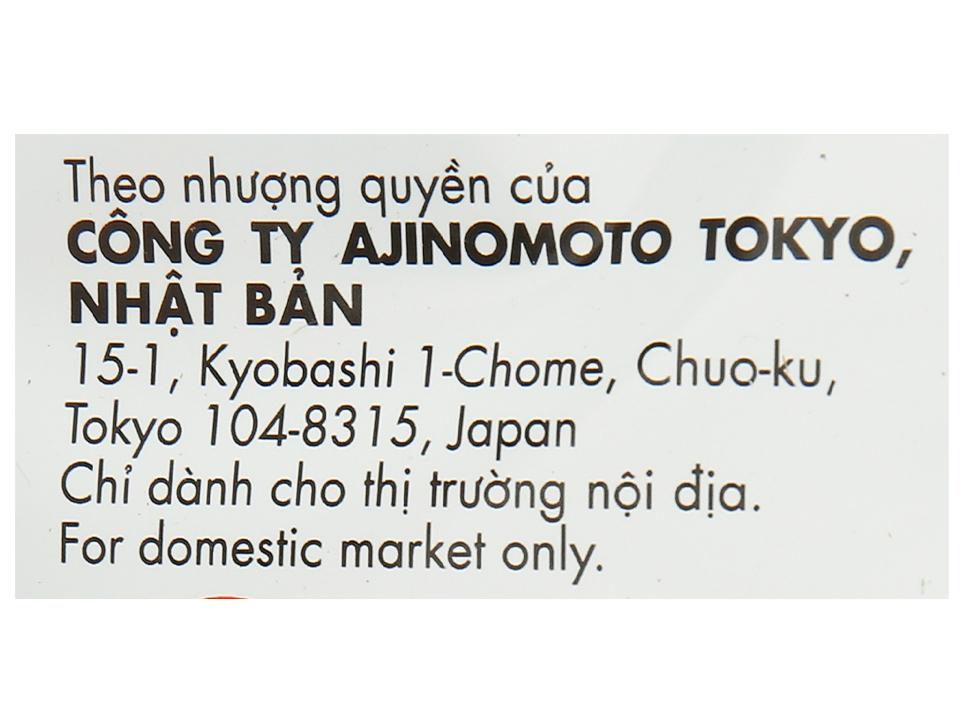 Theo nhượng quyền của
CÔNG TY AJINOMOTO TOKYO,
NHẬT BẢN
15-1, Kyobashi 1-Chome, Chuo-ku,
Tokyo 104-8315, Japan
Chỉ dành cho thị trường nội địa.
For domestic market only.